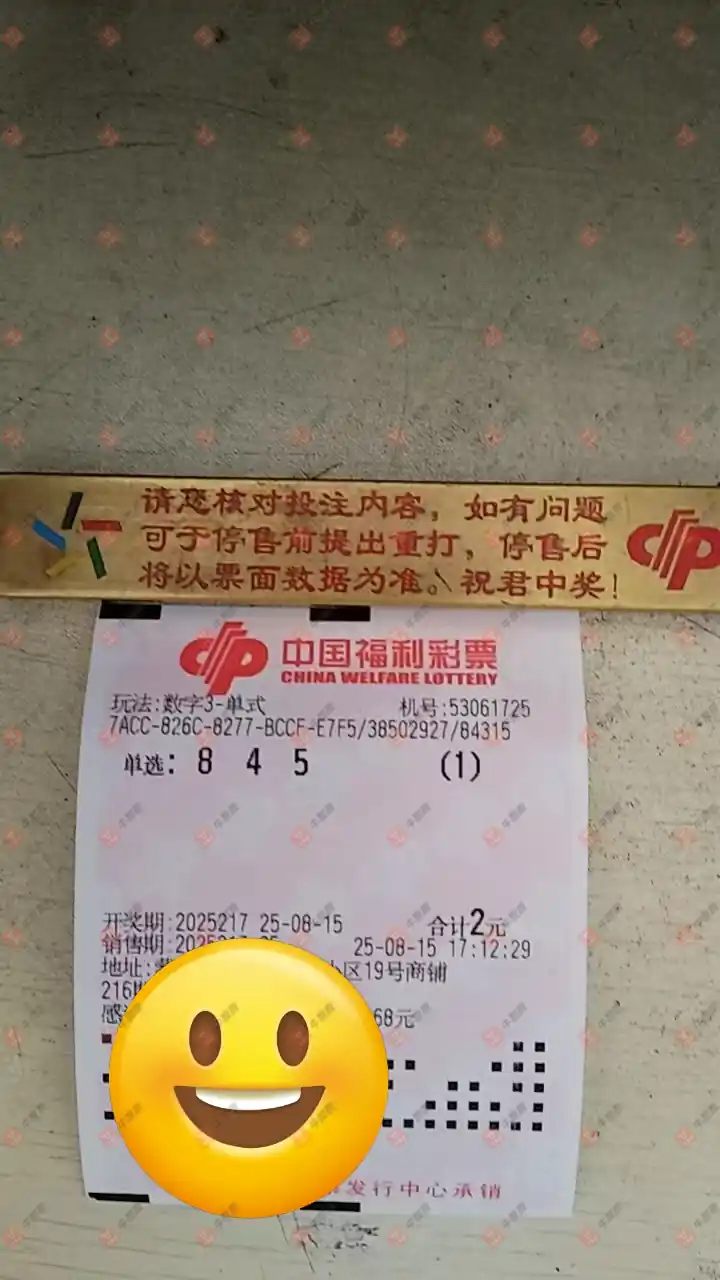 请您核对投注内容，如有问题
可于停售前提出重打，停售后
将以票面数据为准。祝君中奖！
中国福利彩票
CHINA WELFARE LOTTERY
玩法:数字3-单式 机号:53061725
7ACC-826C-8277-BCCF-E7F5/38502927/84315
单选: 8 4 5 (1)
开奖期:2025217 25-08-15 合计2元
销售期: 25-08-15 17:12:29
地址: 小区19号商铺
216
感 68元
发行中心承销